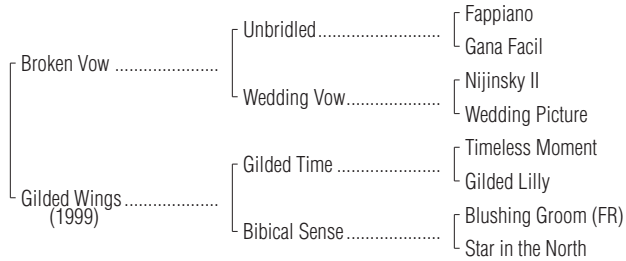 Fappiano
Unbridled....................
Gana Facil
Broken Vow ....................
Nijinsky II
Wedding Vow....................
Wedding Picture
Timeless Moment
Gilded Time ....................
Gilded Lilly
Gilded Wings....................
(1999)
Blushing Groom (FR)
Bibical Sense....................
Star in the North